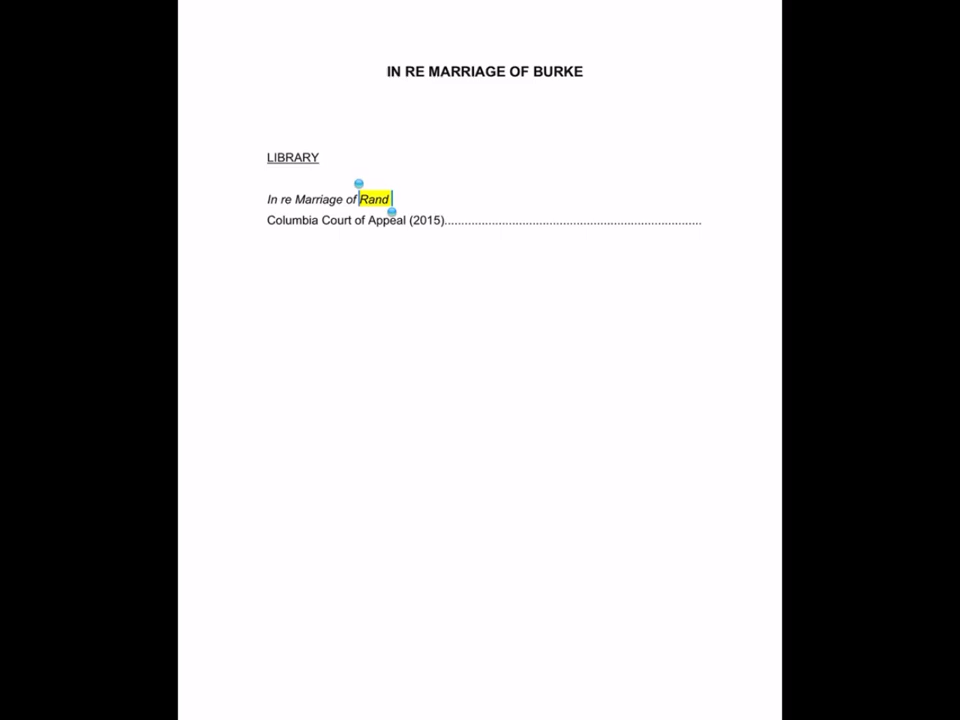 IN RE MARRIAGE OF BURKE
LIBRARY
In re Marriage of Rand
Columbia Court of Appeal (2015)............................................................................